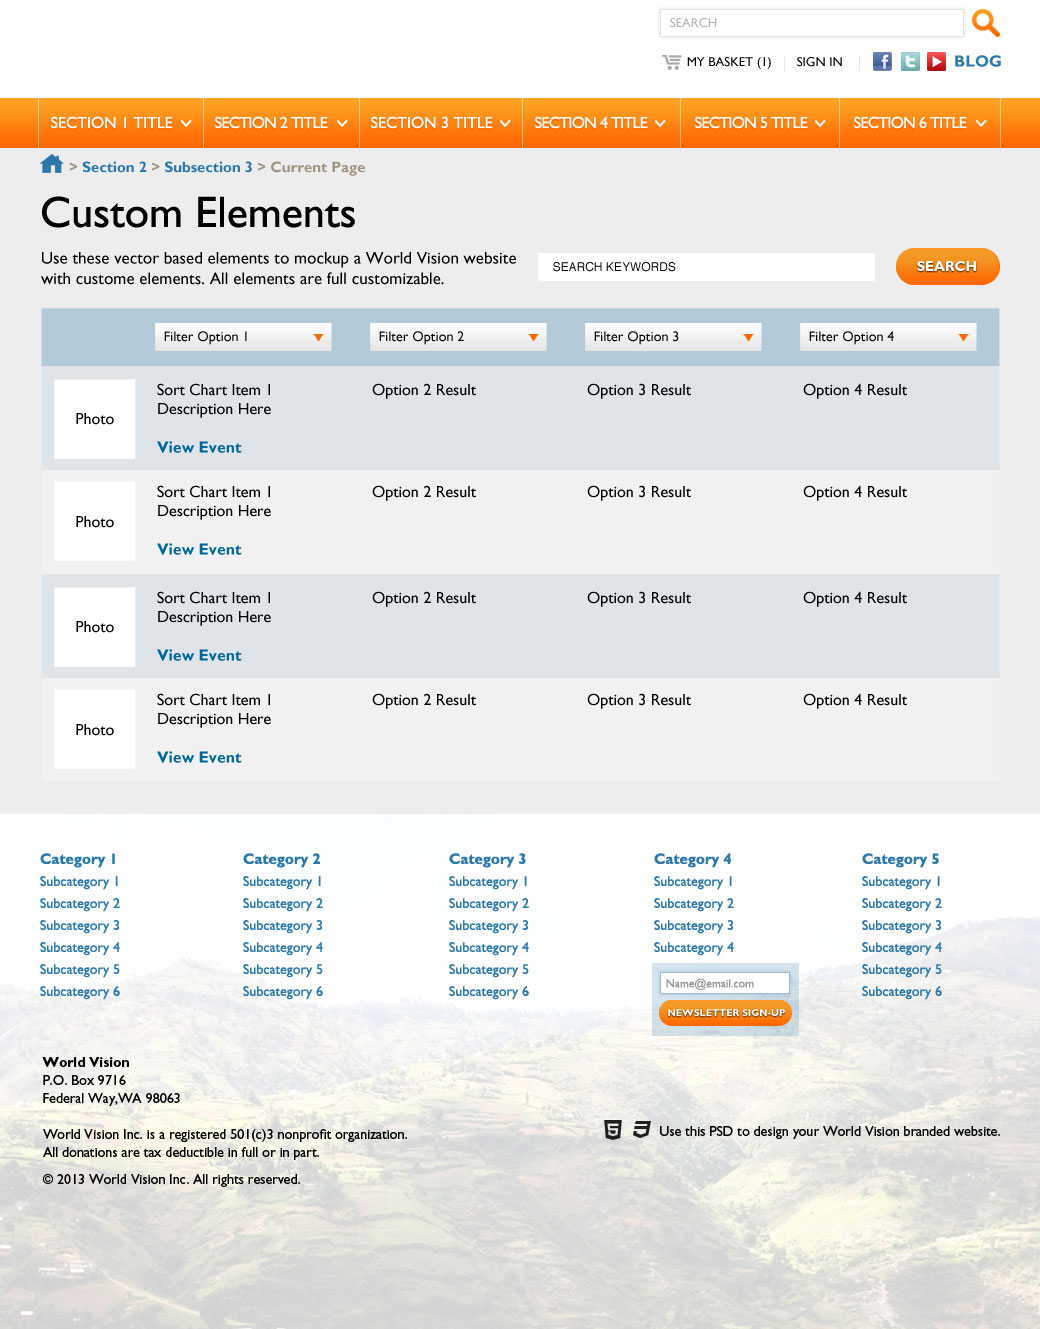 SEARCH
MY BASKET (1) SIGN IN BLOG
SECTION 1 TITLE SECTION 2 TITLE SECTION 3 TITLE SECTION 4 TITLE SECTION 5 TITLE SECTION 6 TITLE
> Section 2 > Subsection 3 > Current Page
Custom Elements
Use these vector based elements to mockup a World Vision website
with custome elements. All elements are full customizable.
SEARCH KEYWORDS SEARCH
Filter Option 1 Filter Option 2 Filter Option 3 Filter Option 4
Photo
Sort Chart Item 1 Option 2 Result Option 3 Result Option 4 Result
Description Here
View Event
Photo
Sort Chart Item 1 Option 2 Result Option 3 Result Option 4 Result
Description Here
View Event
Photo
Sort Chart Item 1 Option 2 Result Option 3 Result Option 4 Result
Description Here
View Event
Photo
Sort Chart Item 1 Option 2 Result Option 3 Result Option 4 Result
Description Here
View Event
Category 1
Subcategory 1
Subcategory 2
Subcategory 3
Subcategory 4
Subcategory 5
Subcategory 6
Category 2
Subcategory 1
Subcategory 2
Subcategory 3
Subcategory 4
Subcategory 5
Subcategory 6
Category 3
Subcategory 1
Subcategory 2
Subcategory 3
Subcategory 4
Subcategory 5
Subcategory 6
Category 4
Subcategory 1
Subcategory 2
Subcategory 3
Subcategory 4
Name@email.com
NEWSLETTER SIGN-UP
Category 5
Subcategory 1
Subcategory 2
Subcategory 3
Subcategory 4
Subcategory 5
Subcategory 6
World Vision
P.O. Box 9716
Federal Way,WA 98063
World Vision Inc. is a registered 501(c)3 nonprofit organization.
All donations are tax deductible in full or in part.
© 2013 World Vision Inc. All rights reserved.
Use this PSD to design your World Vision branded website.